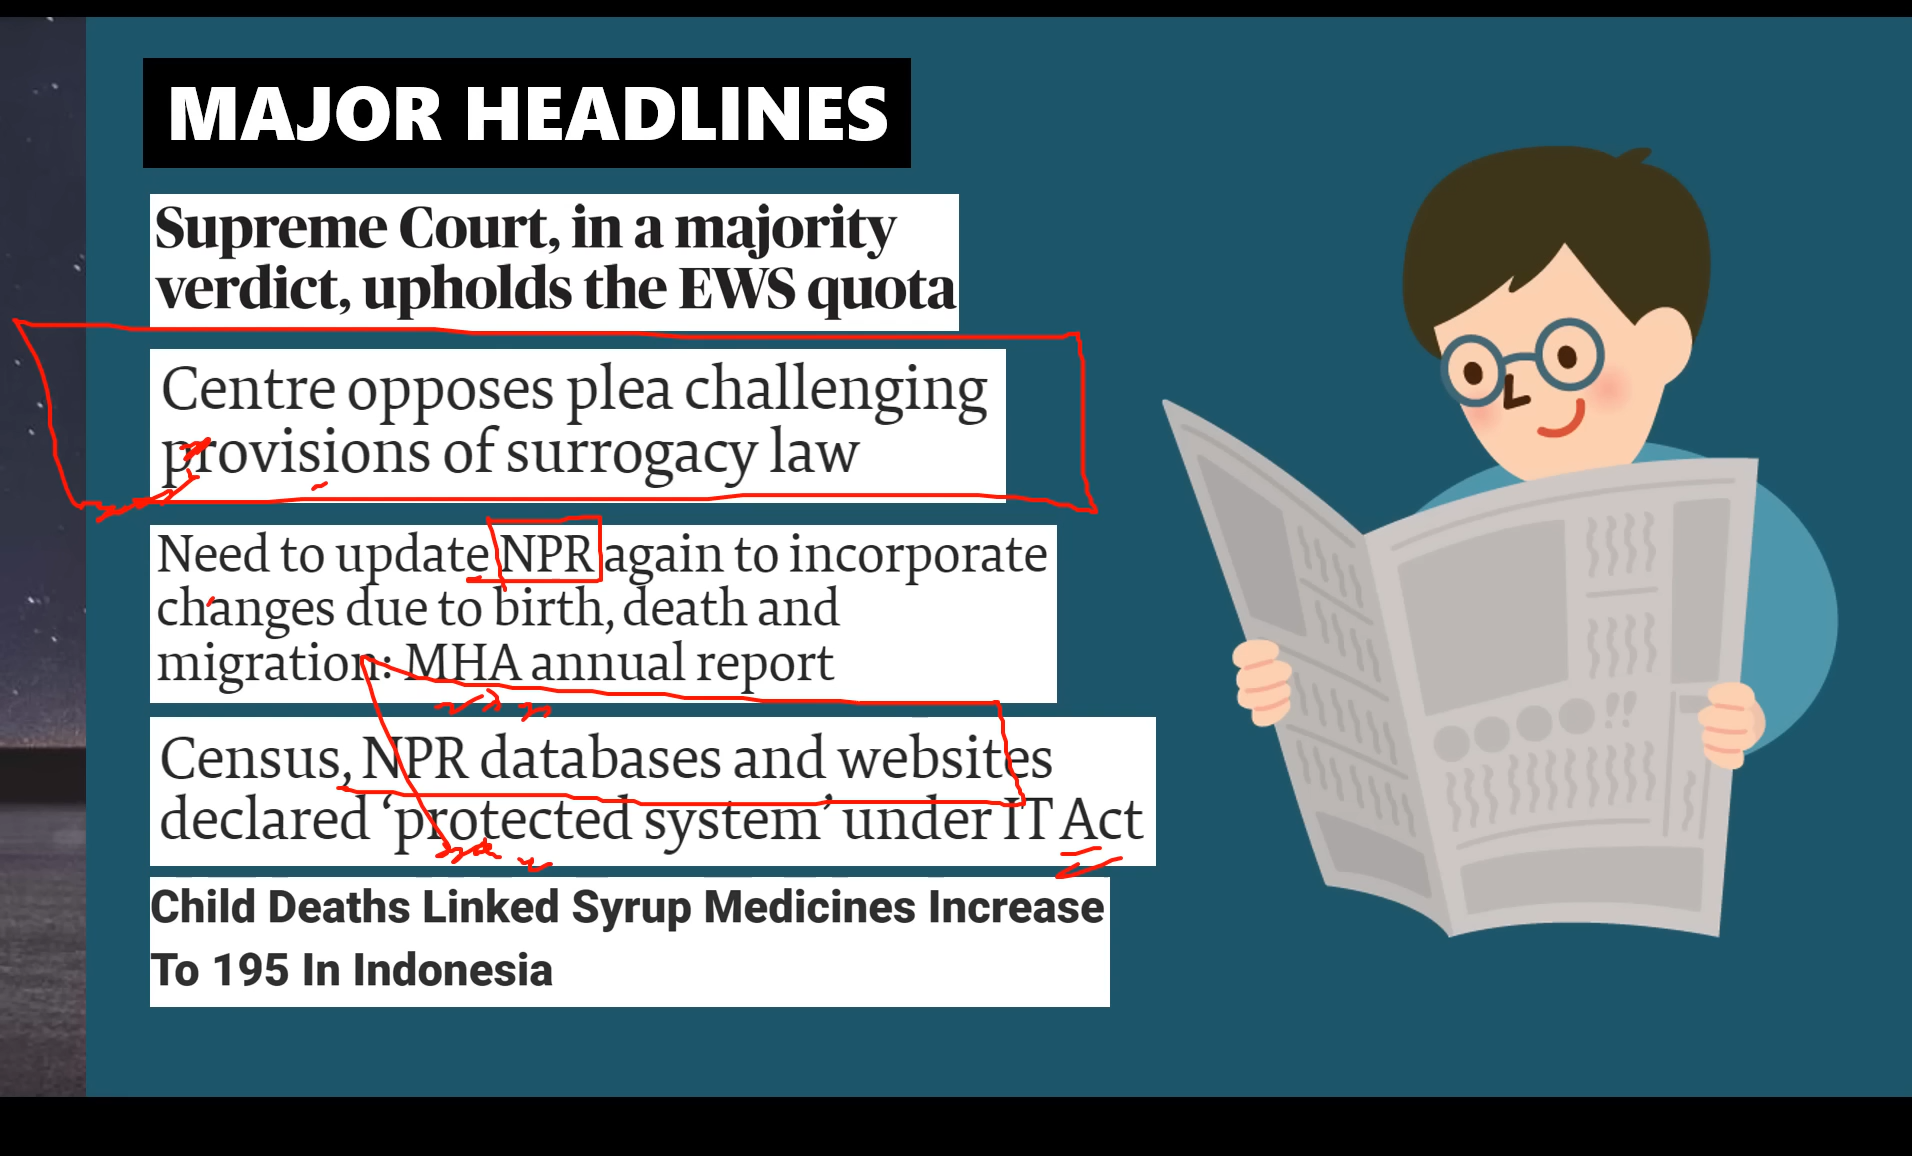 MAJOR HEADLINES
Supreme Court, in a majority
verdict, upholds the EWS quota
Centre opposes plea challenging
provisions of surrogacy law
Need to update NPR again to incorporate
changes due to birth, death and
migration: MHA annual report
Census, NPR databases and websites
declared ‘protected system’ under IT Act
Child Deaths Linked Syrup Medicines Increase
To 195 In Indonesia